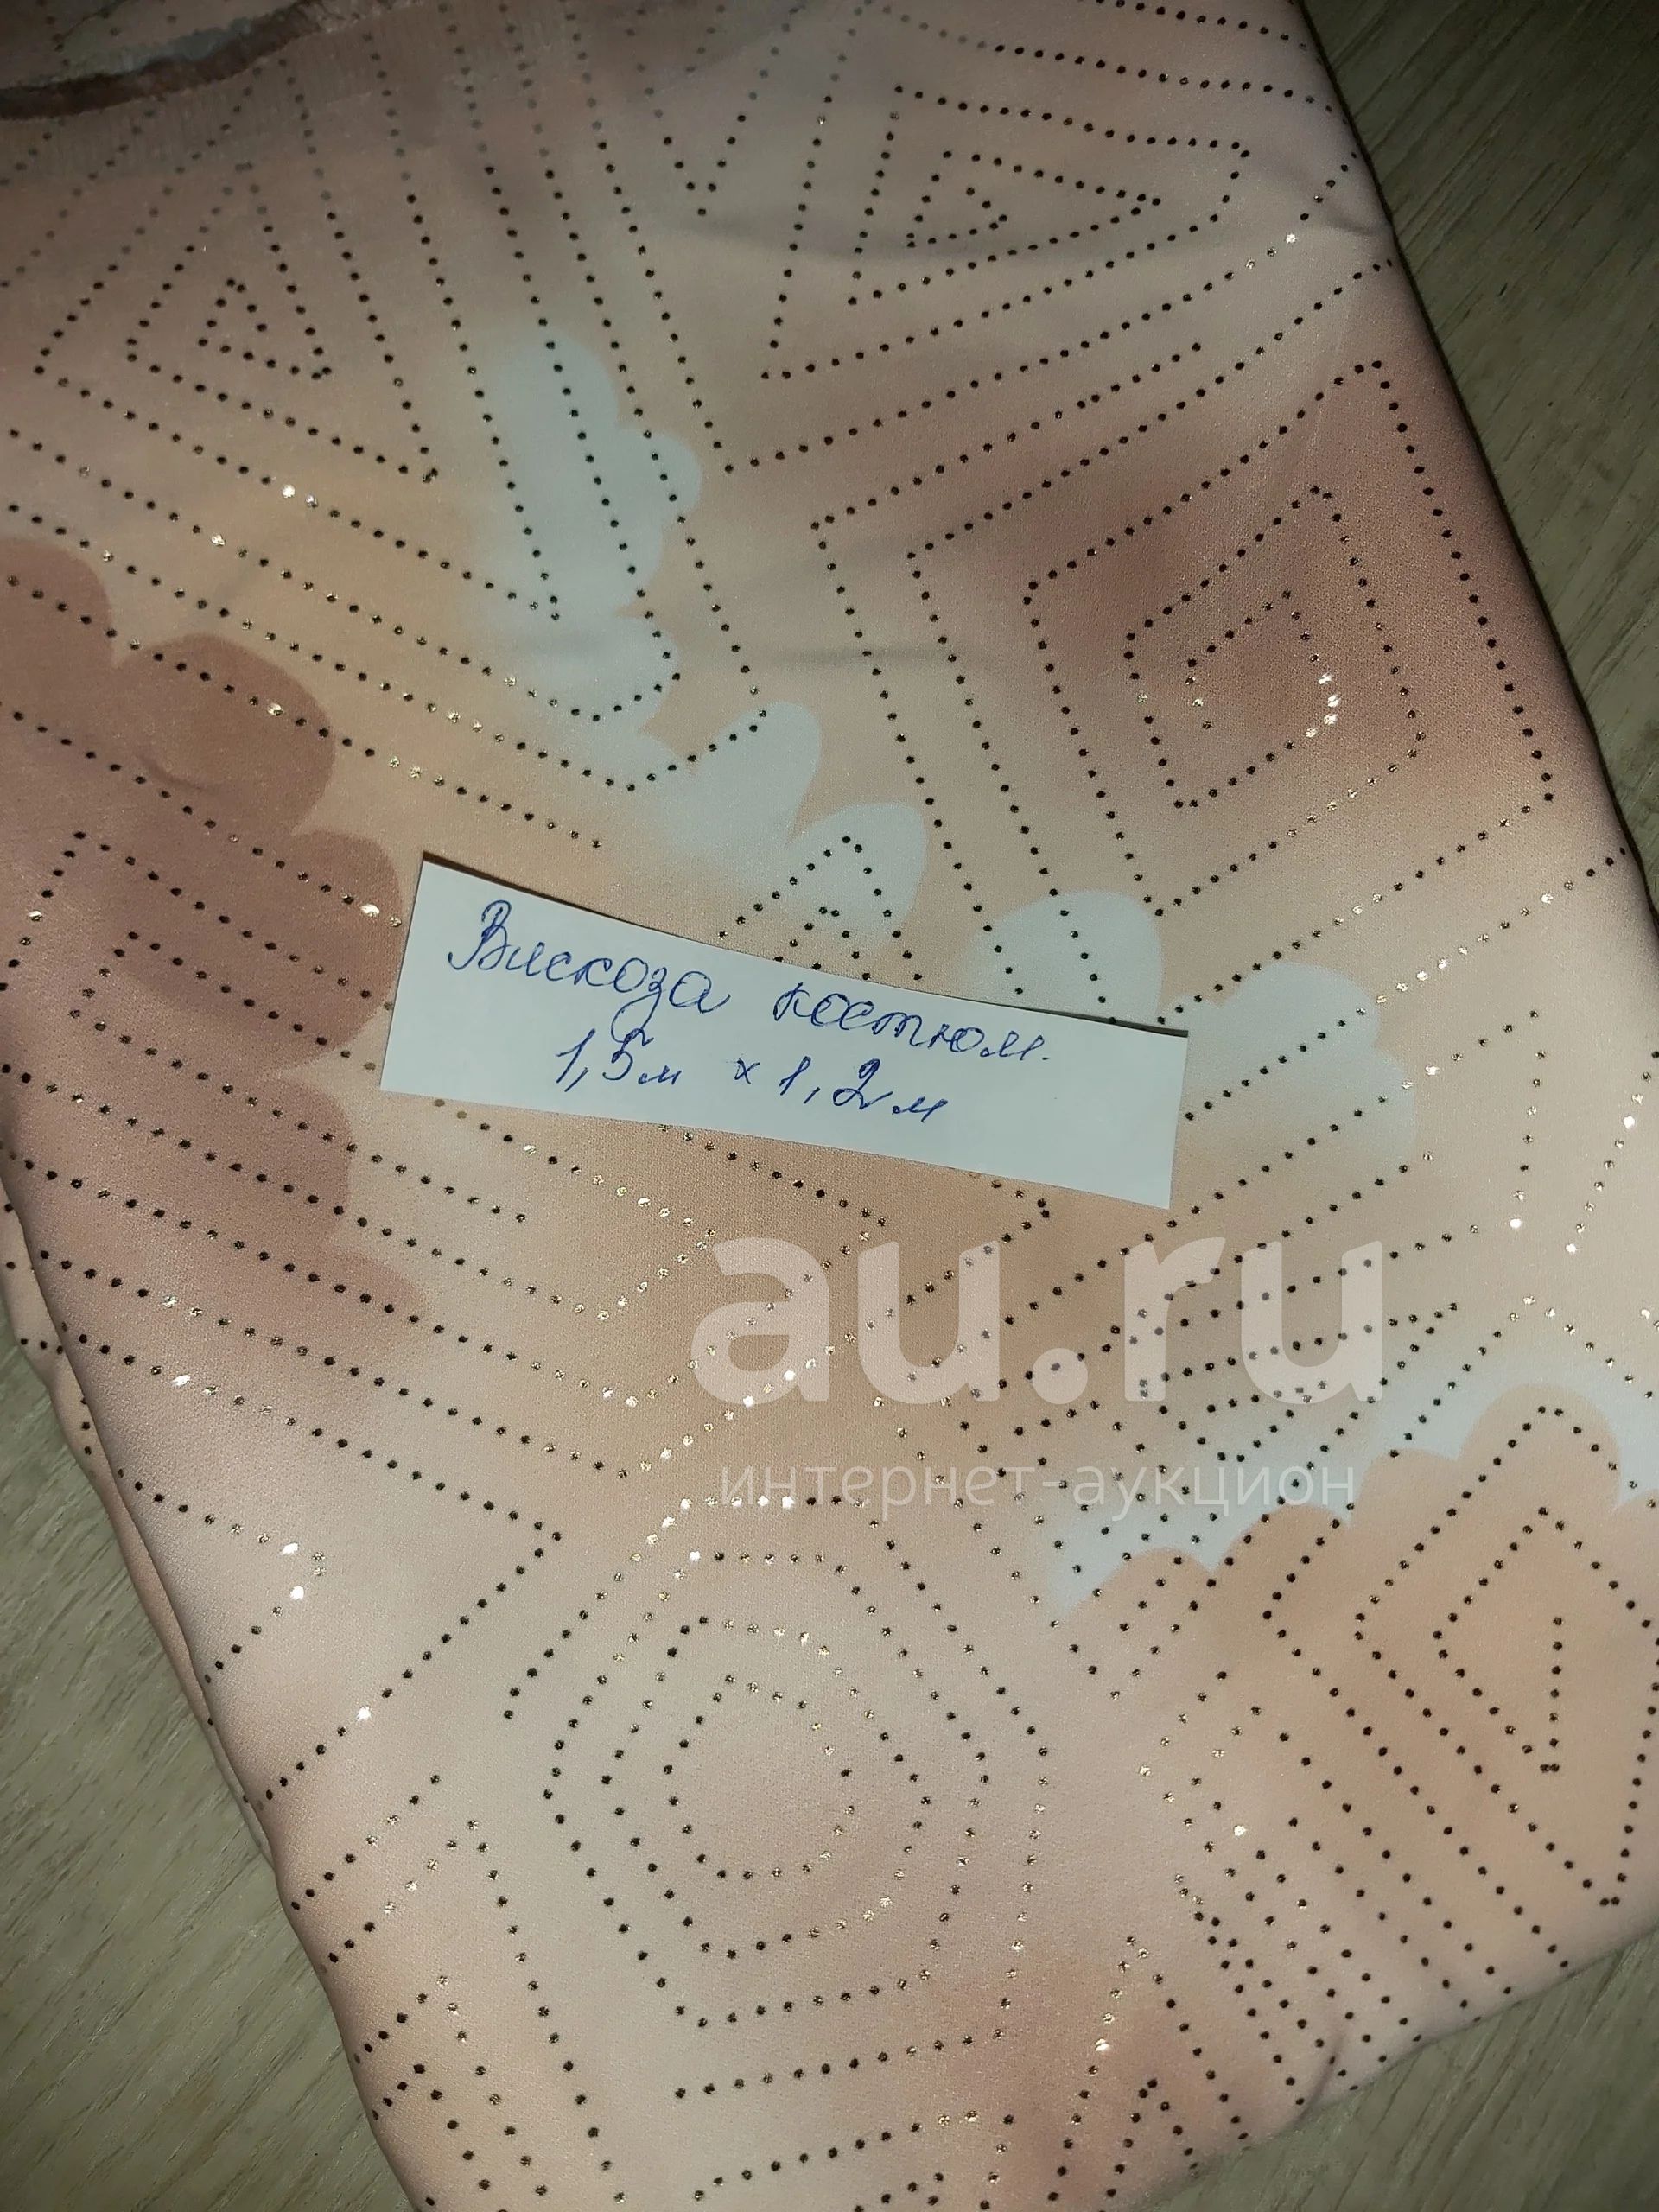 Вискоза костюм.
1,5м х 1,2м
au.ru
интернет-аукцион